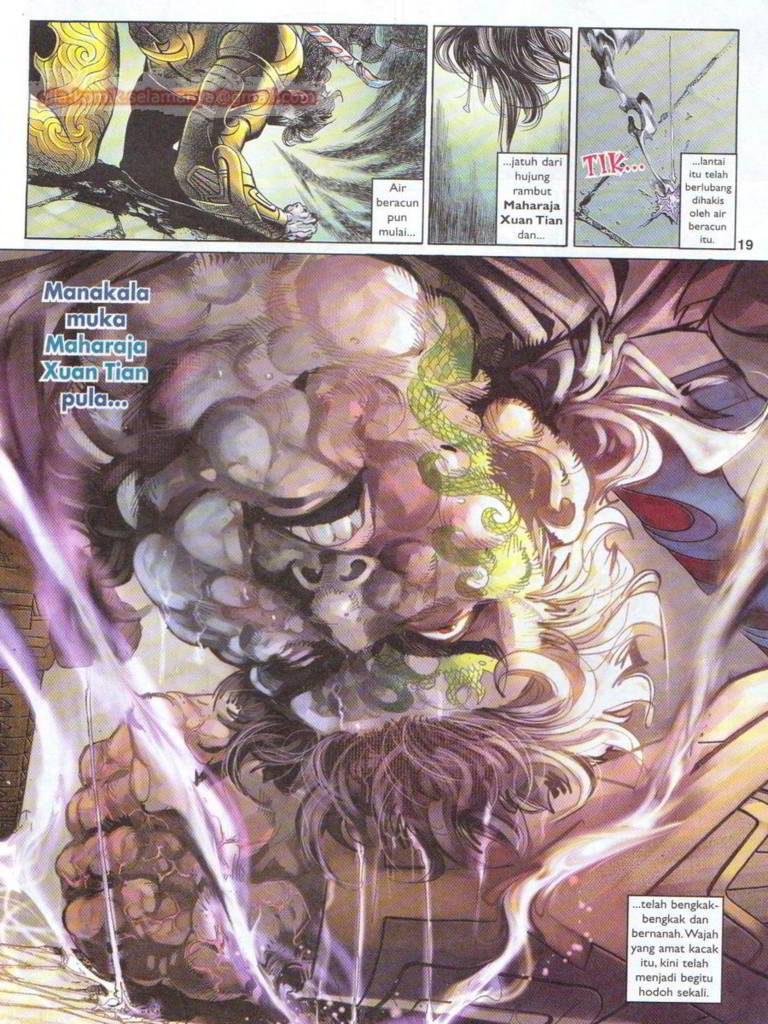 Air
beracun
pun
mulai...
...jatuh dari
hujung
rambut
Maharaja
Xuan Tian
dan...
TIK...
...lantai
itu telah
berlubang
dihakis
oleh air
beracun
itu.
19
Manakala
muka
Maharaja
Xuan Tian
pula...
...telah bengkak-
bengkak dan
bernanah. Wajah
yang amat kacak
itu, kini telah
menjadi begitu
hodoh sekali.